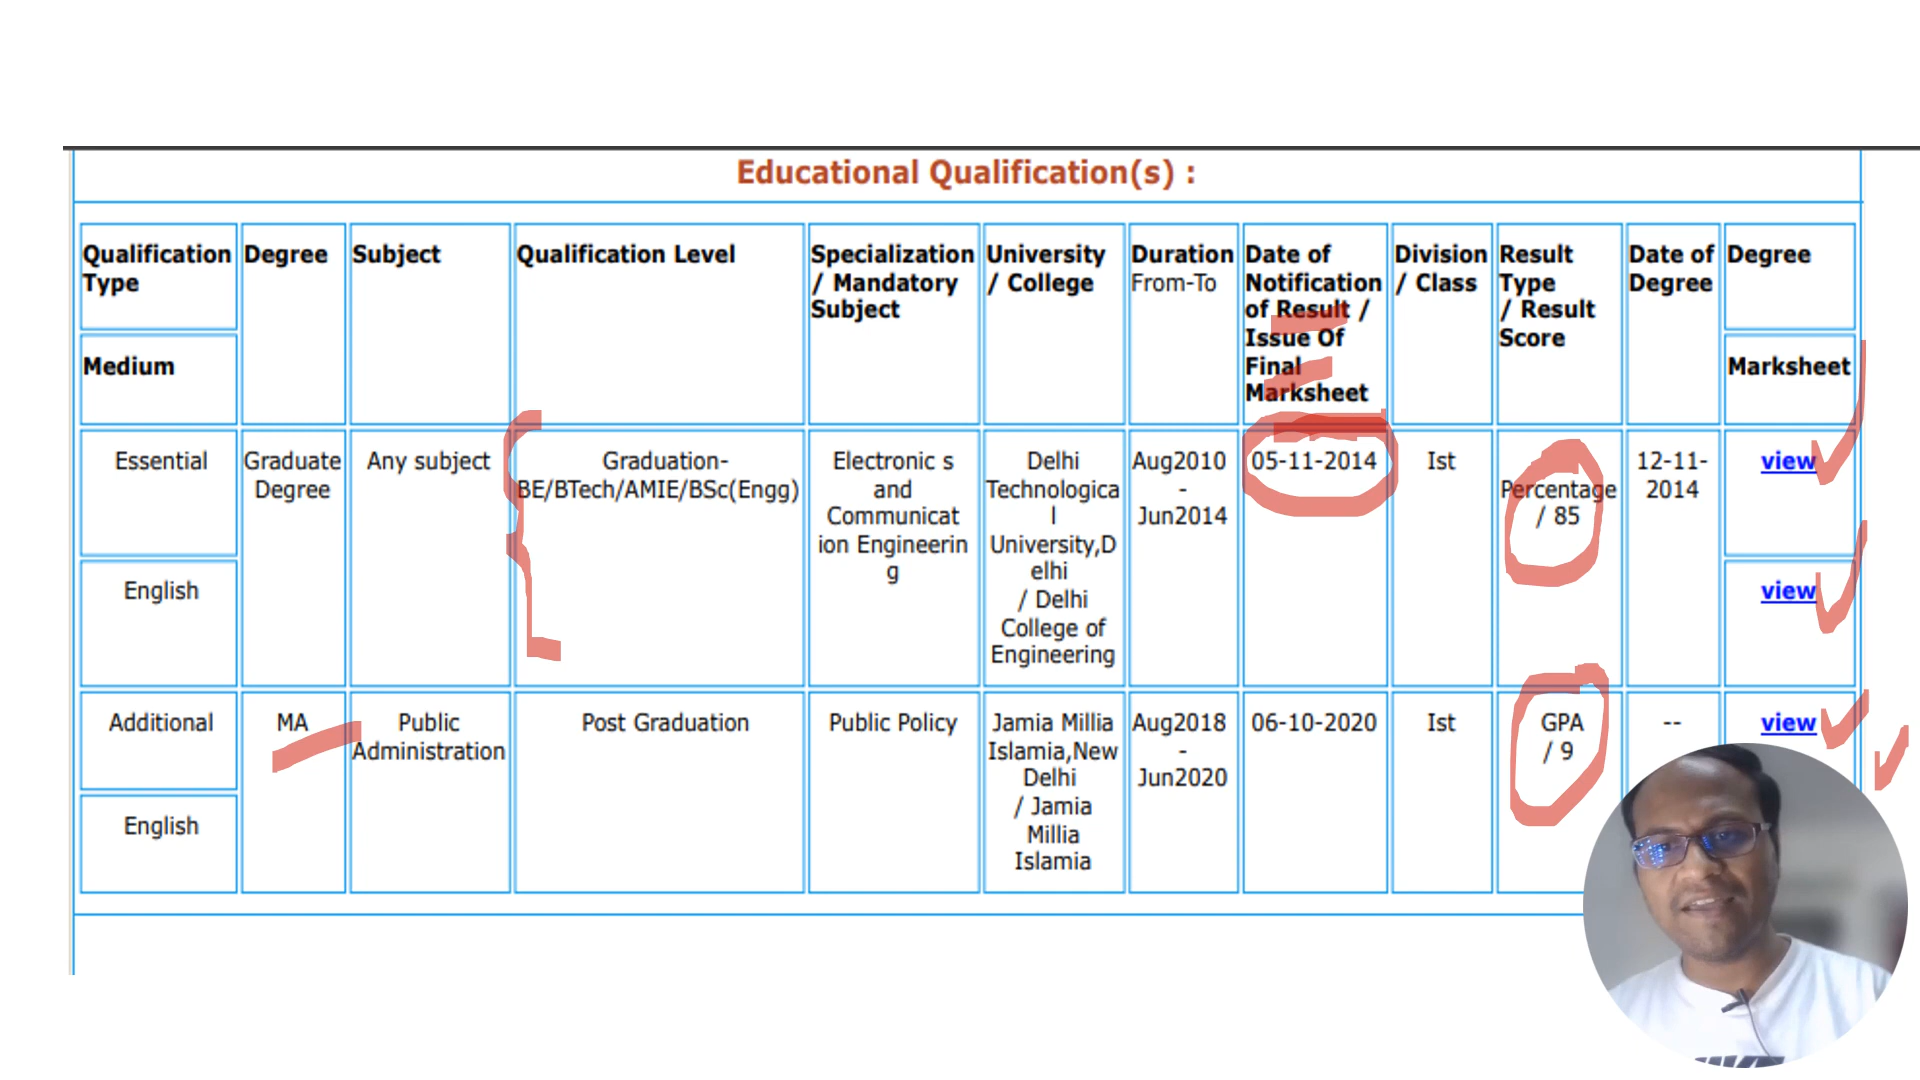 Educational Qualification(s) :
Qualification
Type
Medium
Degree
Subject
Qualification Level
Specialization
/ Mandatory
Subject
University
/ College
Duration
From-To
Date of
Notification
of Result /
Issue Of
Final
Marksheet
Division
/ Class
Result
Type
/ Result
Score
Date of
Degree
Degree
Marksheet
Essential
English
Graduate
Degree
Any subject
Graduation-
BE/BTech/AMIE/BSc(Engg)
Electronic s
and
Communicat
ion Engineerin
g
Delhi
Technologica
l
University,D
elhi
/ Delhi
College of
Engineering
Aug2010
-
Jun2014
05-11-2014
Ist
Percentage
/ 85
12-11-
2014
view
view
Additional
English
MA
Public
Administration
Post Graduation
Public Policy
Jamia Millia
Islamia,New
Delhi
/ Jamia
Millia
Islamia
Aug2018
-
Jun2020
06-10-2020
Ist
GPA
/ 9
--
view